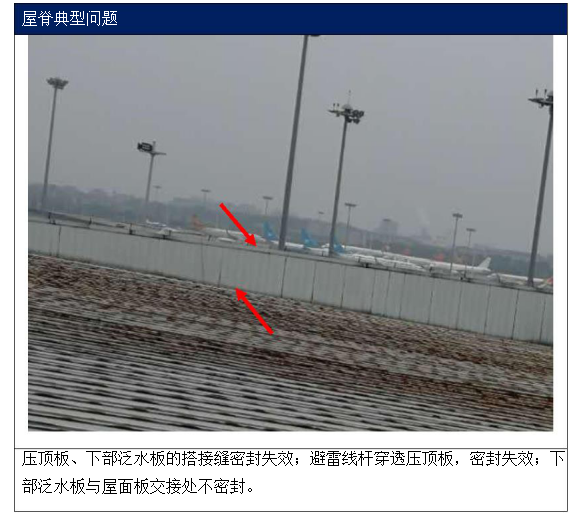 屋脊典型问题
压顶板、下部泛水板的搭接缝密封失效；避雷线杆穿透压顶板，密封失效；下
部泛水板与屋面板交接处不密封。